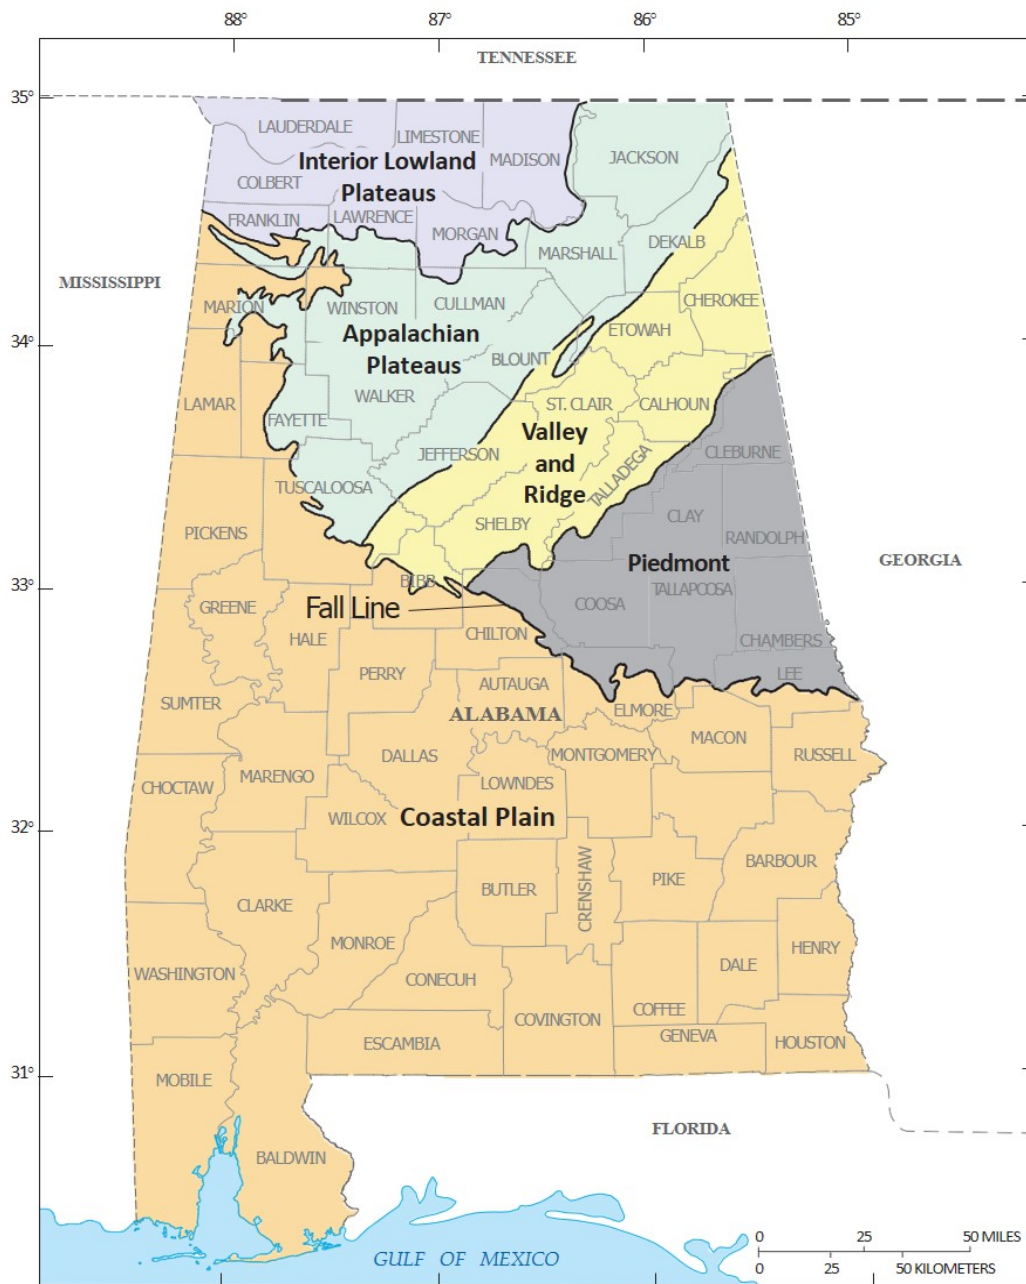 88° 87° 86° 85°
TENNESSEE
35°
LAUDERDALE
LIMESTONE
MADISON
JACKSON
Interior Lowland
Plateaus
COLBERT
FRANKLIN
LAWRENCE
MORGAN
MARSHALL
DEKALB
MISSISSIPPI
MARION
WINSTON
CULLMAN
CHEROKEE
ETOWAH
34°
Appalachian
Plateaus
BLOUNT
WALKER
LAMAR
FAYETTE
ST. CLAIR
CALHOUN
Valley
and
Ridge
JEFFERSON
CLEBURNE
TALLADEGA
TUSCALOOSA
SHELBY
CLAY
PICKENS
RANDOLPH
GEORGIA
Piedmont
33°
BIBB
TALLAPOOSA
COOSA
GREENE
Fall Line
HALE
CHILTON
CHAMBERS
LEE
PERRY
AUTAUGA
SUMTER
ELMORE
ALABAMA
MACON
DALLAS
MONTGOMERY
RUSSELL
MARENGO
CHOCTAW
LOWNDES
WILCOX
Coastal Plain
32°
BARBOUR
CRENSHAW
PIKE
BUTLER
CLARKE
MONROE
HENRY
DALE
WASHINGTON
CONECUH
COFFEE
COVINGTON
GENEVA
ESCAMBIA
HOUSTON
31°
MOBILE
FLORIDA
BALDWIN
0 25 50 MILES
0 25 50 KILOMETERS
GULF OF MEXICO